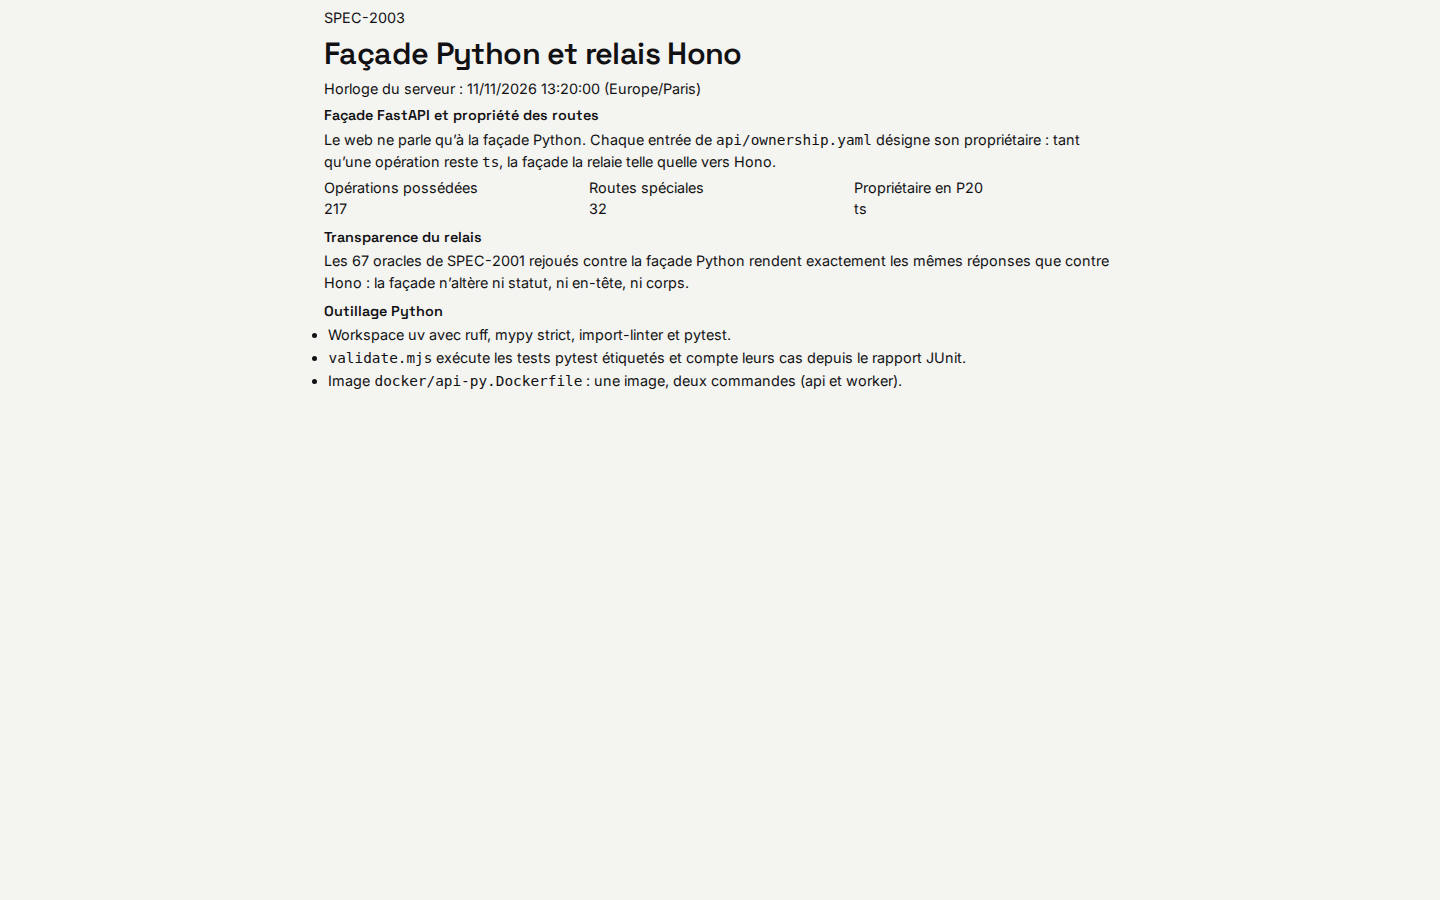 SPEC-2003
Façade Python et relais Hono
Horloge du serveur : 11/11/2026 13:20:00 (Europe/Paris)
Façade FastAPI et propriété des routes
Le web ne parle qu’à la façade Python. Chaque entrée de api/ownership.yaml désigne son propriétaire : tant
qu’une opération reste ts, la façade la relaie telle quelle vers Hono.
Opérations possédées Routes spéciales Propriétaire en P20
217 32 ts
Transparence du relais
Les 67 oracles de SPEC-2001 rejoués contre la façade Python rendent exactement les mêmes réponses que contre
Hono : la façade n’altère ni statut, ni en-tête, ni corps.
Outillage Python
• Workspace uv avec ruff, mypy strict, import-linter et pytest.
• validate.mjs exécute les tests pytest étiquetés et compte leurs cas depuis le rapport JUnit.
• Image docker/api-py.Dockerfile : une image, deux commandes (api et worker).